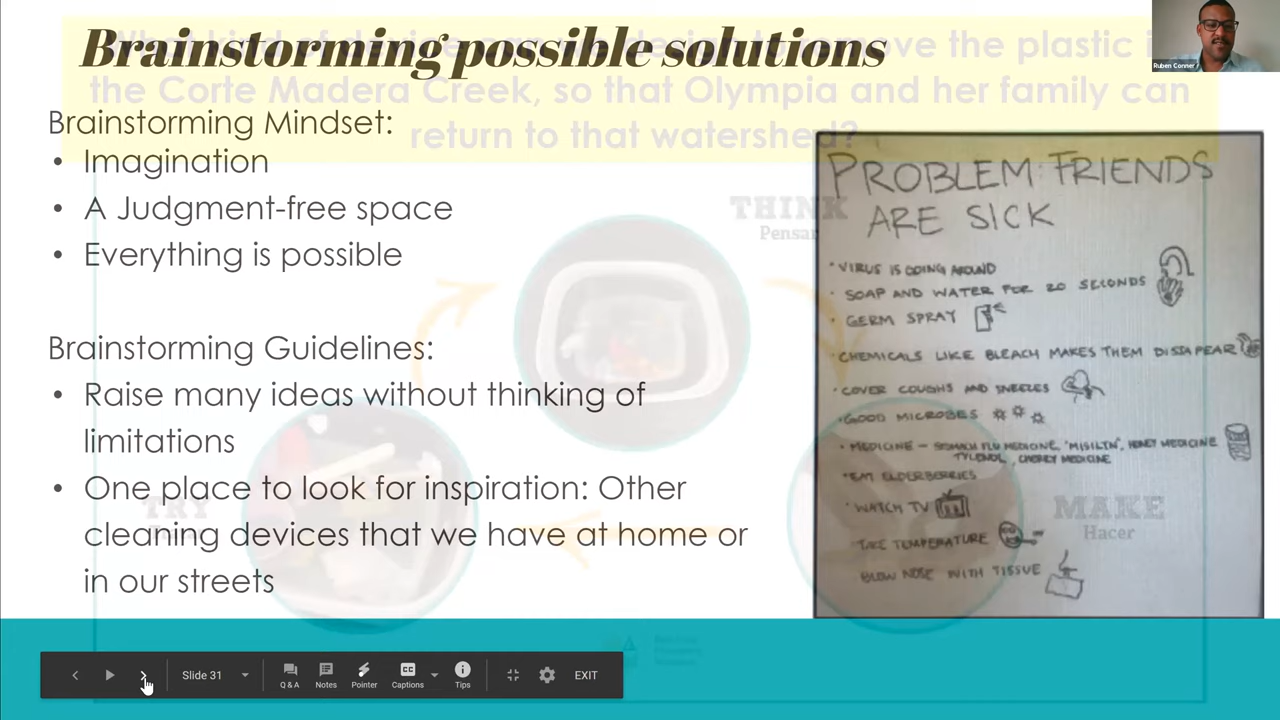 Brainstorming possible solutions
move the plastic
the Corte Madera Creek, so that Olympia and her family can
return to that watershed?
Ruben Conner
Brainstorming Mindset:
• Imagination
• A Judgment-free space
• Everything is possible
Brainstorming Guidelines:
• Raise many ideas without thinking of
limitations
• One place to look for inspiration: Other
cleaning devices that we have at home or
in our streets
THINK
Pensar
TRY
MAKE
Hacer
PROBLEM: FRIENDS
ARE SICK
• VIRUS IS GOING AROUND
• SOAP AND WATER FOR 20 SECONDS
• GERM SPRAY
• CHEMICALS LIKE BLEACH MAKES THEM DISSAPEAR
• COVER COUGHS AND SNEEZES
• GOOD MICROBES
• MEDICINE - STOMACH FLU MEDICINE, "MISILTN", HONEY MEDICINE
TYLENOL, CHERRY MEDICINE
• EAT ELDERBERRIES
• WATCH TV
• TAKE TEMPERATURE
BLOW NOSE WITH TISSUE
Slide 31
Q & A
Notes
Pointer
CC
Captions
Tips
EXIT